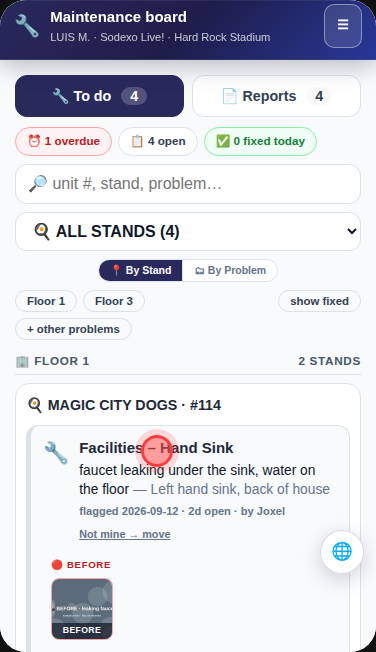 Maintenance board
LUIS M. · Sodexo Live! · Hard Rock Stadium
To do 4
Reports 4
1 overdue
4 open
0 fixed today
unit #, stand, problem…
ALL STANDS (4)
By Stand
By Problem
Floor 1
Floor 3
show fixed
+ other problems
FLOOR 1
2 STANDS
MAGIC CITY DOGS · #114
Facilities – Hand Sink
faucet leaking under the sink, water on
the floor — Left hand sink, back of house
flagged 2026-09-12 · 2d open · by Joxel
Not mine → move
BEFORE
BEFORE - leaking fauc
BEFORE